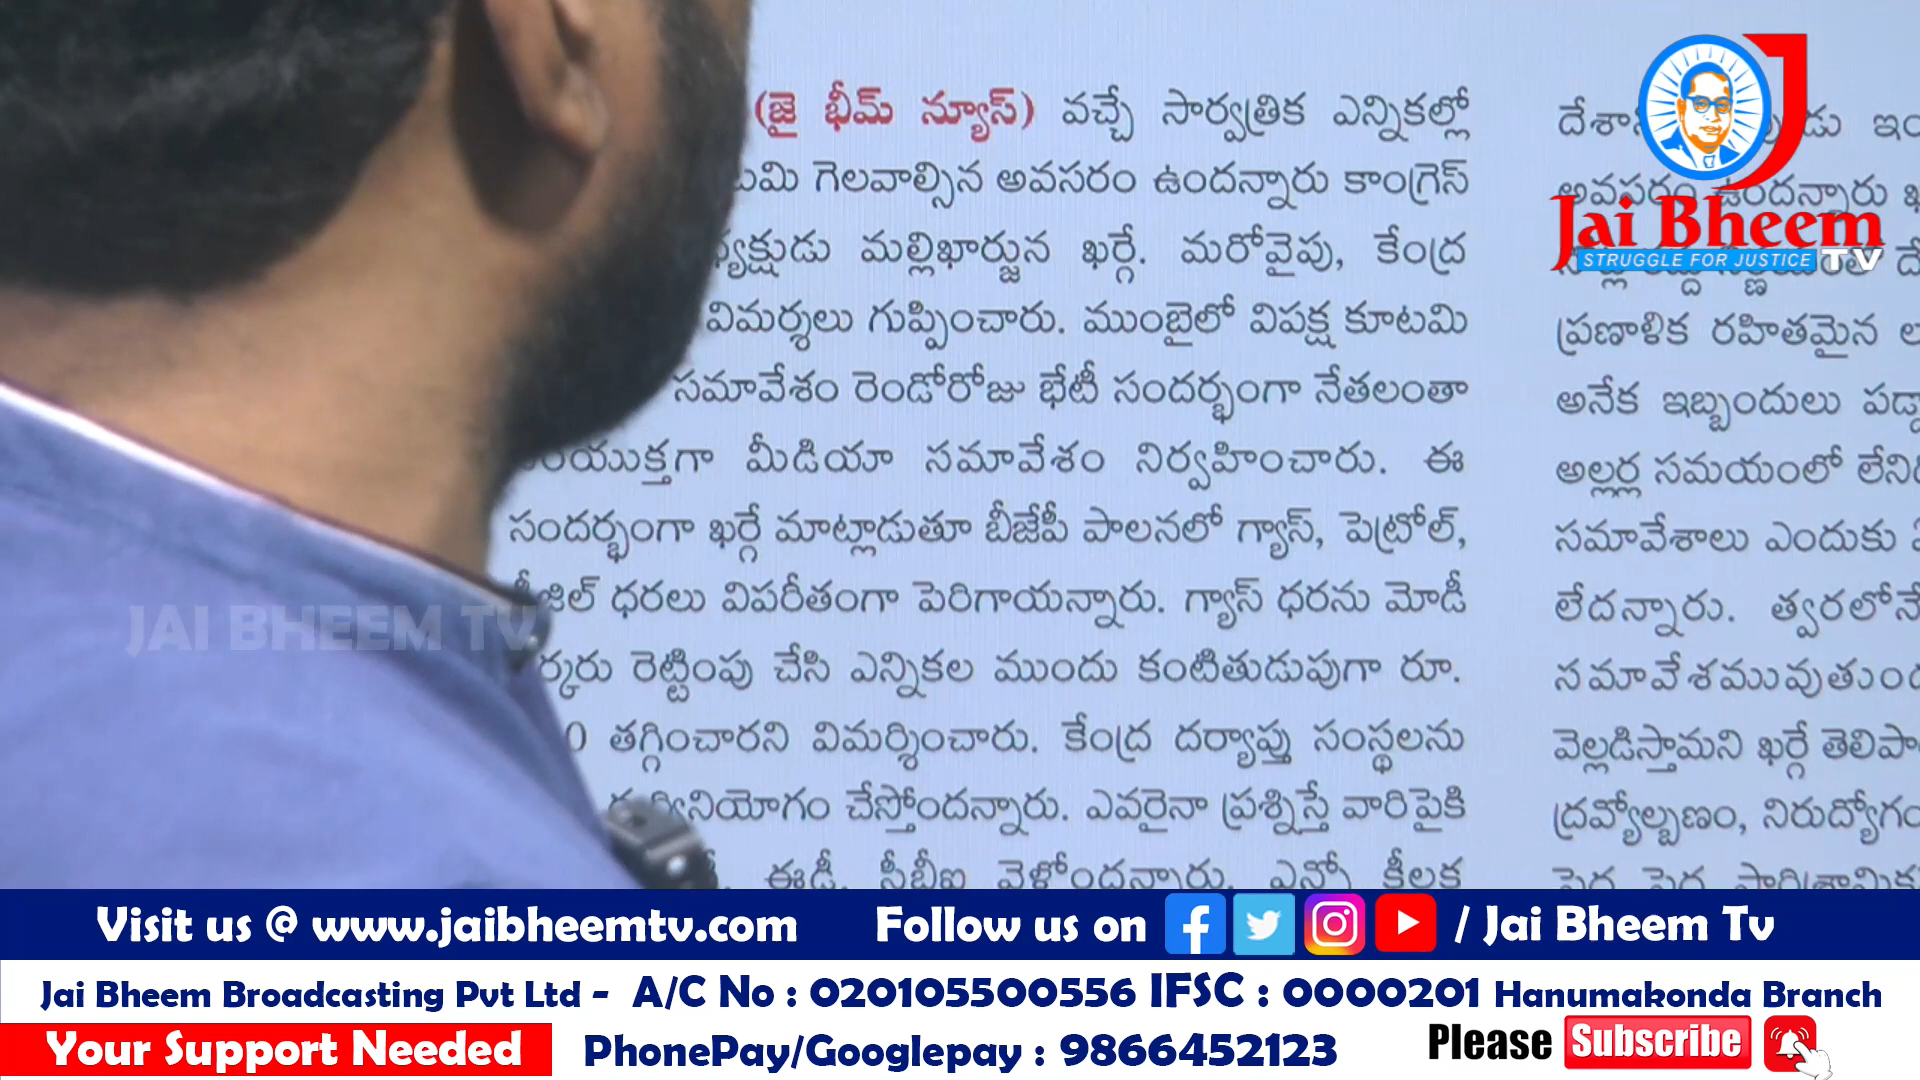 (జై భీమ్ న్యూస్) వచ్చే సార్వత్రిక ఎన్నికల్లో
గెలవాల్సిన అవసరం ఉందన్నారు కాంగ్రెస్
మల్లిఖార్జున ఖర్గే. మరోవైపు, కేంద్ర
విమర్శలు గుప్పించారు. ముంబైలో విపక్ష కూటమి
సమావేశం రెండోరోజు భేటీ సందర్భంగా నేతలంతా
మీడియా సమావేశం నిర్వహించారు. ఈ
సందర్భంగా ఖర్గే మాట్లాడుతూ బీజేపీ పాలనలో గ్యాస్, పెట్రోల్,
ధరలు విపరీతంగా పెరిగాయన్నారు. గ్యాస్ ధరను మోడీ
రెట్టింపు చేసి ఎన్నికల ముందు కంటితుడుపుగా రూ.
తగ్గించారని విమర్శించారు. కేంద్ర దర్యాప్తు సంస్థలను
చేస్తోందన్నారు. ఎవరైనా ప్రశ్నిస్తే వారిపైకి
ఈడీ, సీబీఐ వెళ్తోందన్నారు. ఎన్నో కీలక
అవసరం ఉందన్నారు
ప్రణాళిక రహితమైన
అనేక ఇబ్బందులు
అల్లర్ల సమయంలో
సమావేశాలు ఎందుకు
లేదన్నారు.
వెల్లడిస్తామని ఖర్గే
ద్రవ్యోల్బణం,
పెద్ద పెద్ద
Jai Bheem
STRUGGLE FOR JUSTICE TV
JAI BHEEM TV
Visit us @ www.jaibheemtv.com Follow us on / Jai Bheem Tv
Jai Bheem Broadcasting Pvt Ltd - A/C No : 020105500556 IFSC : 0000201 Hanumakonda Branch
Your Support Needed PhonePay/Googlepay : 9866452123 Please Subscribe